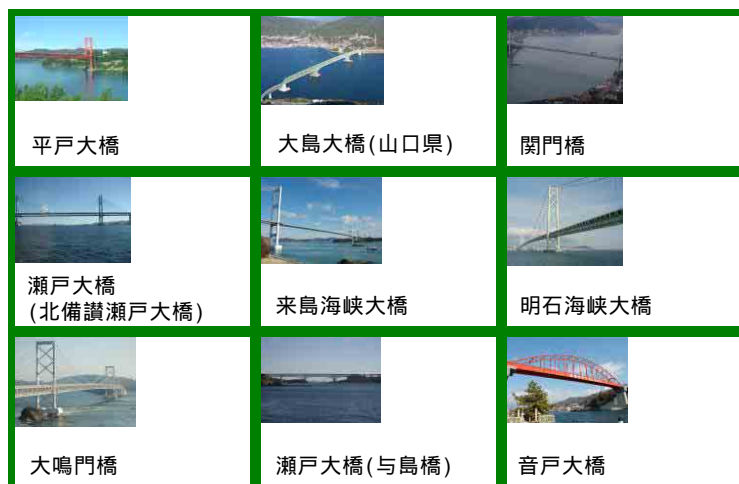 平戸大橋
大島大橋(山口県)
関門橋
瀬戸大橋
(北備讃瀬戸大橋)
来島海峡大橋
明石海峡大橋
大鳴門橋
瀬戸大橋(与島橋)
音戸大橋